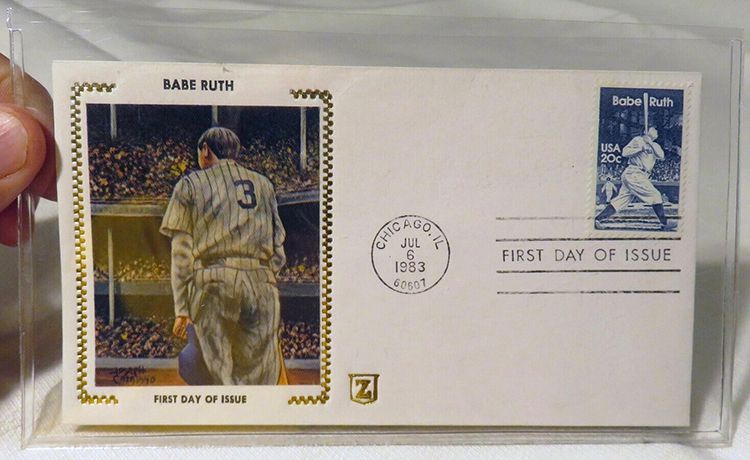 BABE RUTH
3
FIRST DAY OF ISSUE
Babe Ruth
USA
20c
CHICAGO, IL
JUL
6
1983
60607
FIRST DAY OF ISSUE
Z